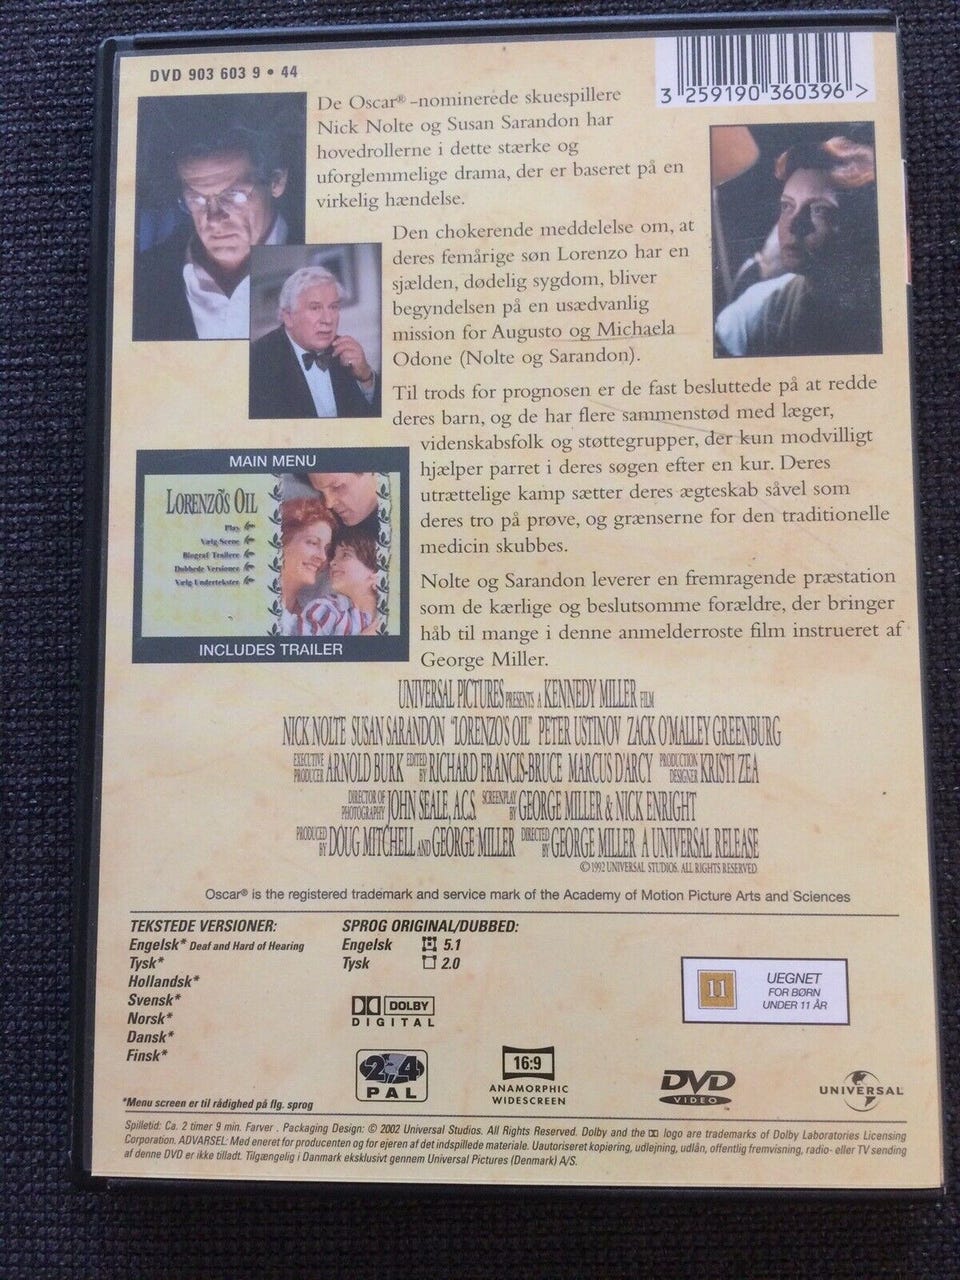 DVD 903 603 9 • 44
3 259190 360396 >
De Oscar® -nominerede skuespillere
Nick Nolte og Susan Sarandon har
hovedrollerne i dette stærke og
uforglemmelige drama, der er baseret på en
virkelig hændelse.
Den chokerende meddelelse om, at
deres femårige søn Lorenzo har en
sjælden, dødelig sygdom, bliver
begyndelsen på en usædvanlig
mission for Augusto og Michaela
Odone (Nolte og Sarandon).
Til trods for prognosen er de fast besluttede på at redde
deres barn, og de har flere sammenstød med læger,
videnskabsfolk og støttegrupper, der kun modvilligt
hjælper parret i deres søgen efter en kur. Deres
utrættelige kamp sætter deres ægteskab såvel som
deres tro på prøve, og grænserne for den traditionelle
medicin skubbes.
Nolte og Sarandon leverer en fremragende præstation
som de kærlige og beslutsomme forældre, der bringer
håb til mange i denne anmelderroste film instrueret af
George Miller.
MAIN MENU
LORENZO'S OIL
Play
Vælg Scene
Biograf Trailere
Dubbede Versioner
Vælg Undertekster
INCLUDES TRAILER
UNIVERSAL PICTURES PRESENTS A KENNEDY MILLER FILM
NICK NOLTE SUSAN SARANDON "LORENZO'S OIL" PETER USTINOV ZACK O'MALLEY GREENBURG
EXECUTIVE PRODUCER ARNOLD BURK EDITED BY RICHARD FRANCIS-BRUCE MARCUS D'ARCY PRODUCTION DESIGNER KRISTI ZEA
DIRECTOR OF PHOTOGRAPHY JOHN SEALE, A.C.S. SCREENPLAY BY GEORGE MILLER & NICK ENRIGHT
PRODUCED BY DOUG MITCHELL AND GEORGE MILLER DIRECTED BY GEORGE MILLER A UNIVERSAL RELEASE
© 1992 UNIVERSAL STUDIOS. ALL RIGHTS RESERVED
Oscar® is the registered trademark and service mark of the Academy of Motion Picture Arts and Sciences
TEKSTEDE VERSIONER:
Engelsk* Deaf and Hard of Hearing
Tysk*
Hollandsk*
Svensk*
Norsk*
Dansk*
Finsk*
SPROG ORIGINAL/DUBBED:
Engelsk 5.1
Tysk 2.0
DOLBY
DIGITAL
2 4
PAL
16:9
ANAMORPHIC
WIDESCREEN
11
UEGNET
FOR BØRN
UNDER 11 ÅR
DVD
VIDEO
UNIVERSAL
*Menu screen er til rådighed på flg. sprog
Spilletid: Ca. 2 timer 9 min. Farver . Packaging Design: © 2002 Universal Studios. All Rights Reserved. Dolby and the logo are trademarks of Dolby Laboratories Licensing
Corporation. ADVARSEL: Med eneret for producenten og for ejeren af det indspillede materiale. Uautoriseret kopiering, udlejning, udlån, offentlig fremvisning, radio- eller TV sending
af denne DVD er ikke tilladt. Tilgængelig i Danmark eksklusivt gennem Universal Pictures (Denmark) A/S.